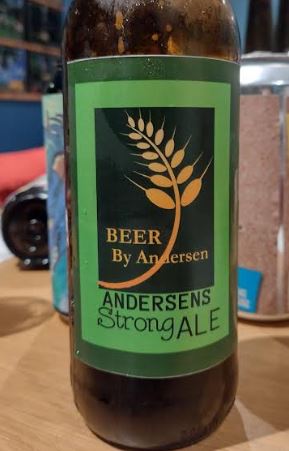 BEER
By Andersen
ANDERSENS
Strong ALE